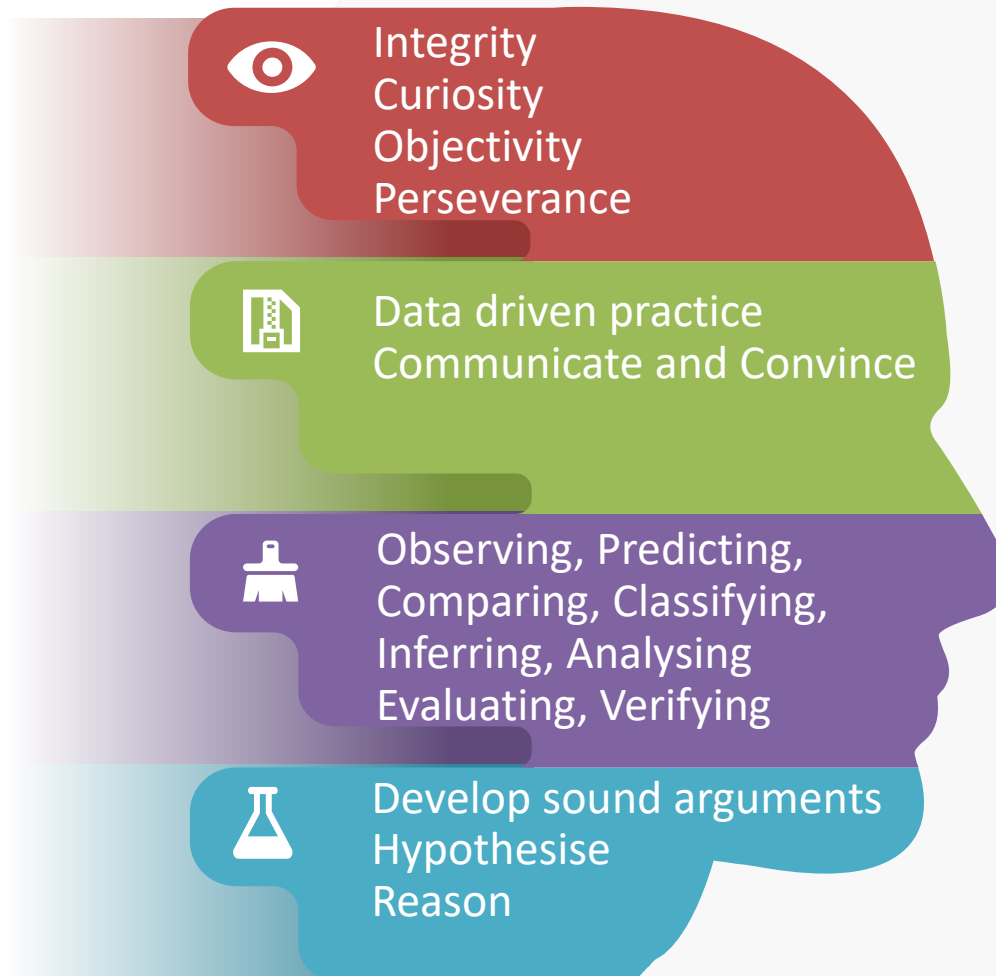 Integrity
Curiosity
Objectivity
Perseverance
Data driven practice
Communicate and Convince
Observing, Predicting,
Comparing, Classifying,
Inferring, Analysing
Evaluating, Verifying
Develop sound arguments
Hypothesise
Reason